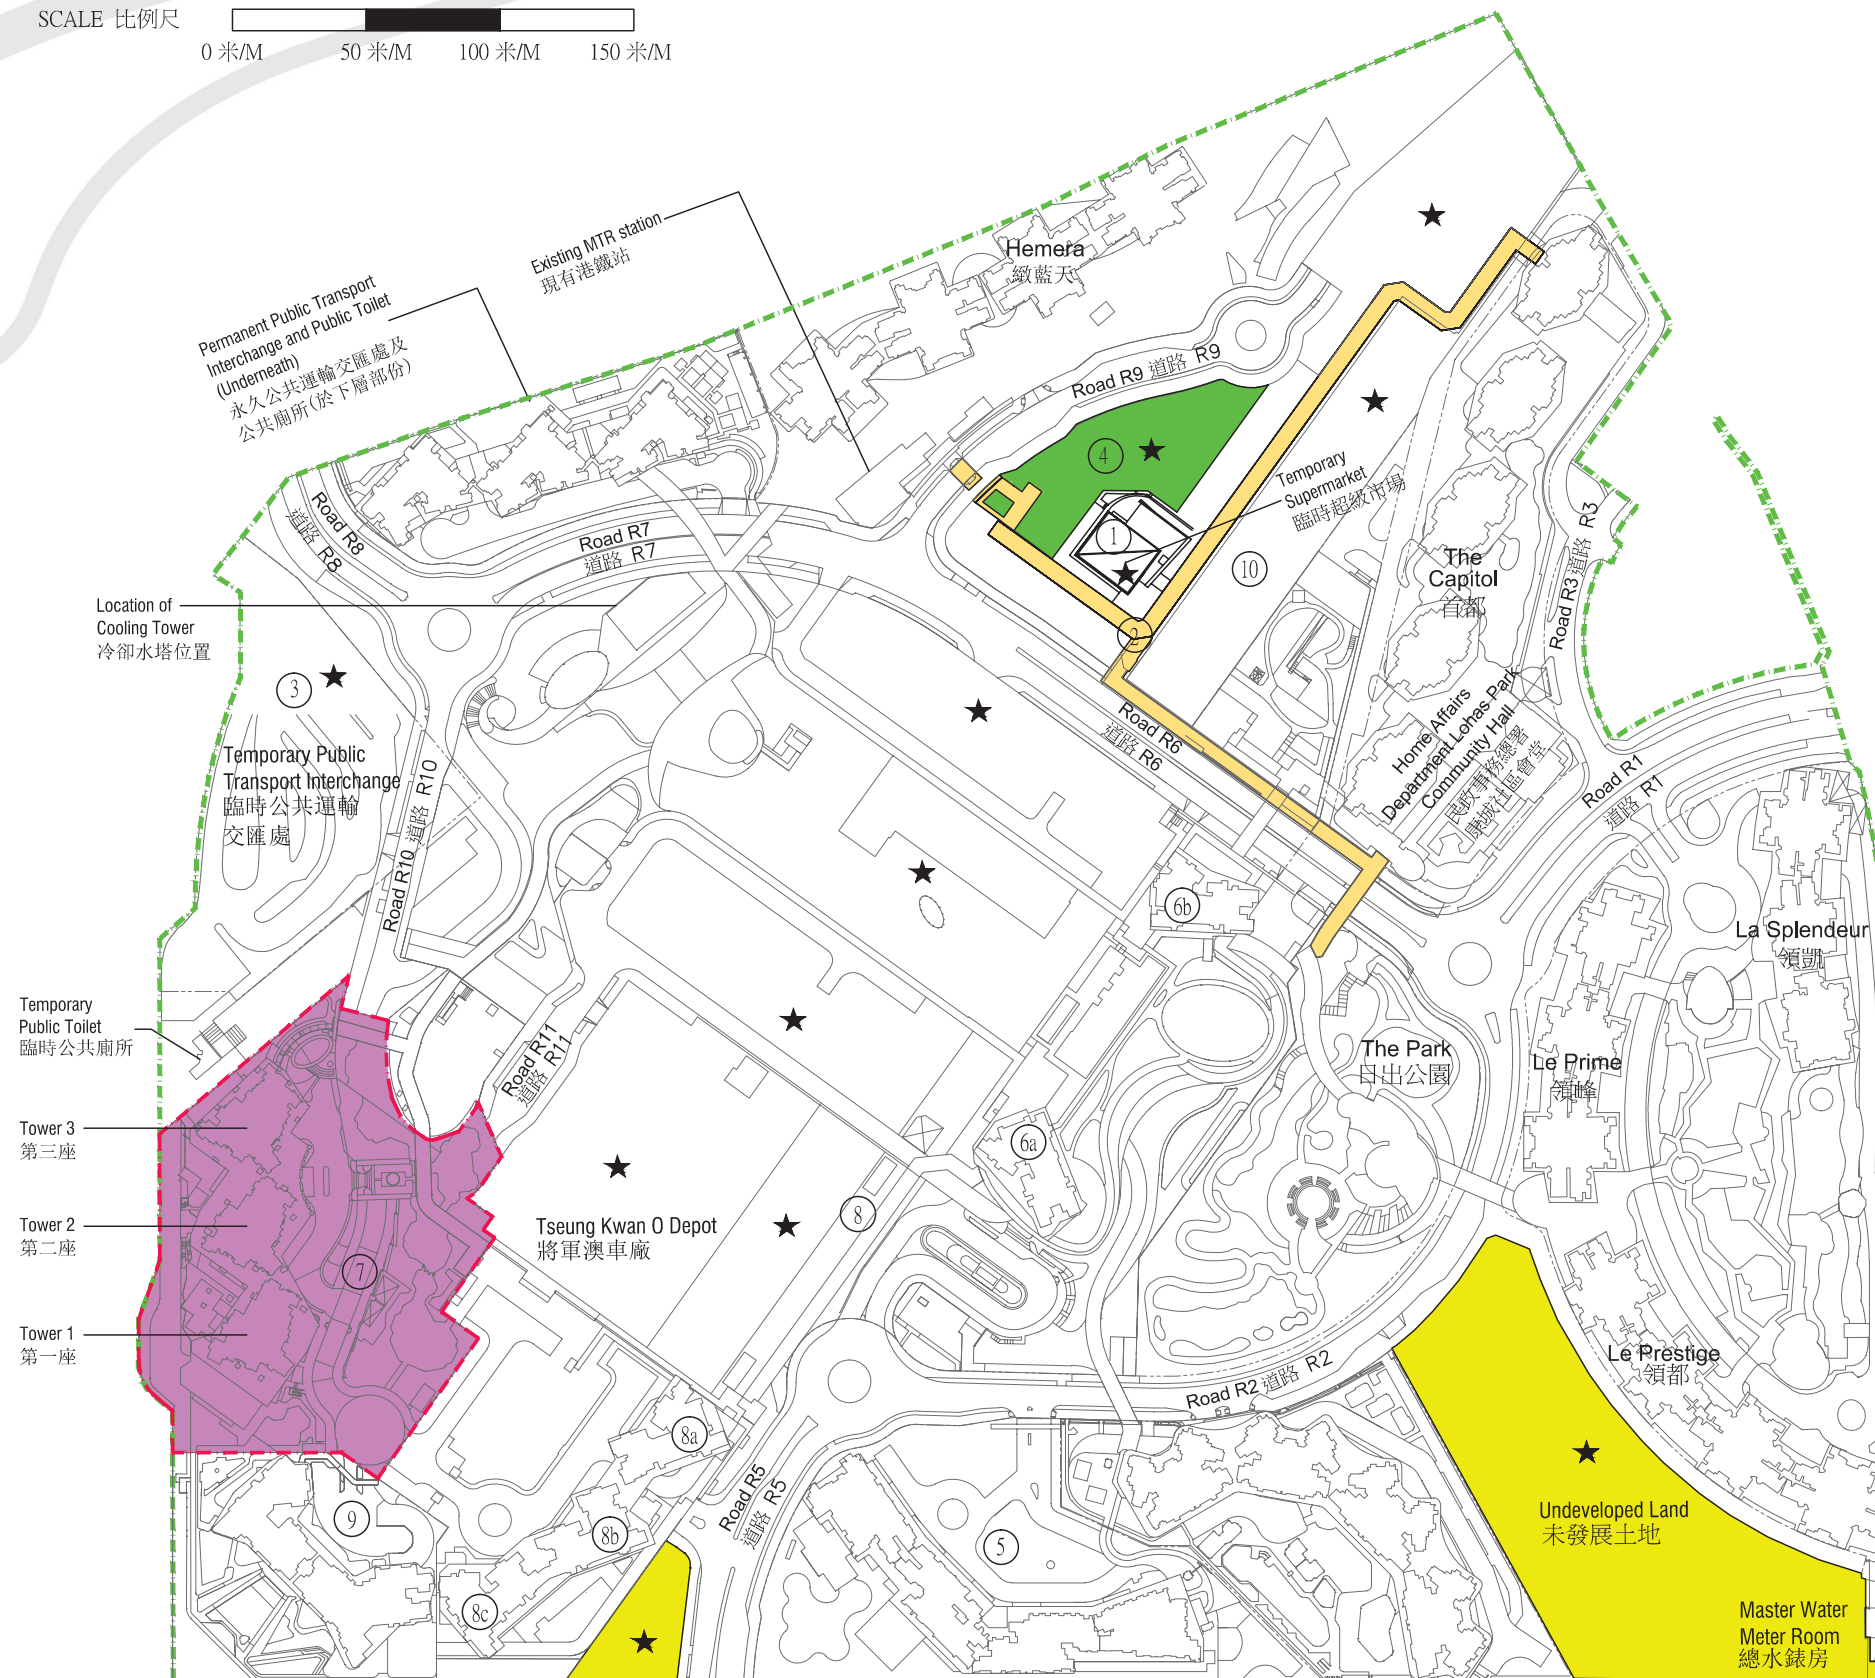 SCALE 比例尺
0 米/M
50 米/M
100 米/M
150 米/M
Existing MTR station
現有港鐵站
Permanent Public Transport
Interchange and Public Toilet
(Underneath)
永久公共運輸交匯處及
公共廁所(於下層部份)
Hemera
緻藍天
Road R9 道路 R9
4
Temporary
Supermarket
臨時超級市場
1
2
10
Road R8
道路 R8
Road R7
道路 R7
Location of
Cooling Tower
冷卻水塔位置
3
Temporary Public
Transport Interchange
臨時公共運輸
交匯處
Road R10 道路 R10
The
Capitol
首都
Road R3 道路 R3
Road R6
道路 R6
Home Affairs
Department Lohas Park
Community Hall
民政事務總署
康城社區會堂
Road R1
道路 R1
6b
La Splendeur
領凱
Temporary
Public Toilet
臨時公共廁所
Road R11
道路 R11
The Park
日出公園
Le Prime
領峰
Tower 3
第三座
6a
Tower 2
第二座
Tseung Kwan O Depot
將軍澳車廠
8
7
Tower 1
第一座
Le Prestige
領都
Road R2 道路 R2
8a
Road R5
道路 R5
9
8b
5
8c
Undeveloped Land
未發展土地
Master Water
Meter Room
總水錶房